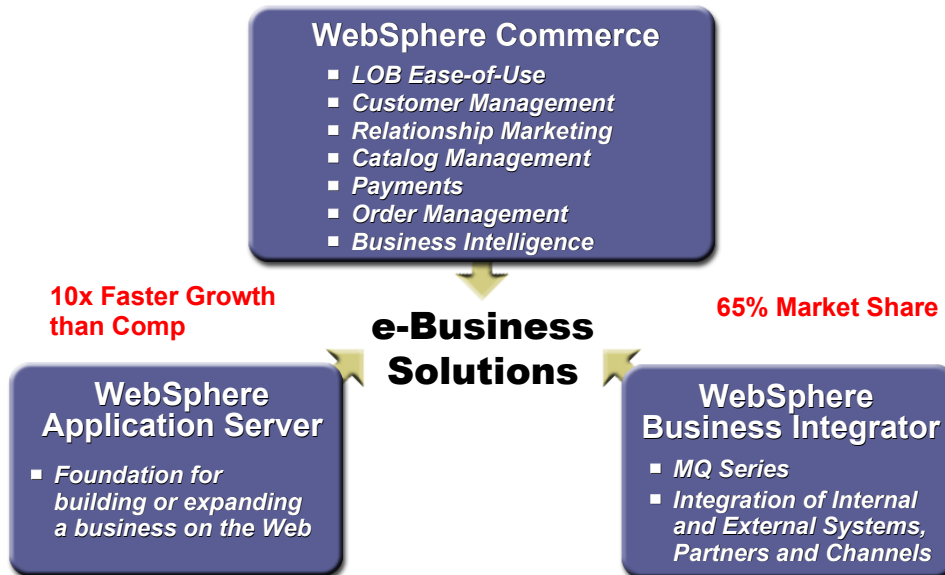 WebSphere Commerce
▪ LOB Ease-of-Use
▪ Customer Management
▪ Relationship Marketing
▪ Catalog Management
▪ Payments
▪ Order Management
▪ Business Intelligence
10x Faster Growth
than Comp
65% Market Share
e-Business
Solutions
WebSphere
Application Server
▪ Foundation for
building or expanding
a business on the Web
WebSphere
Business Integrator
▪ MQ Series
▪ Integration of Internal
and External Systems,
Partners and Channels